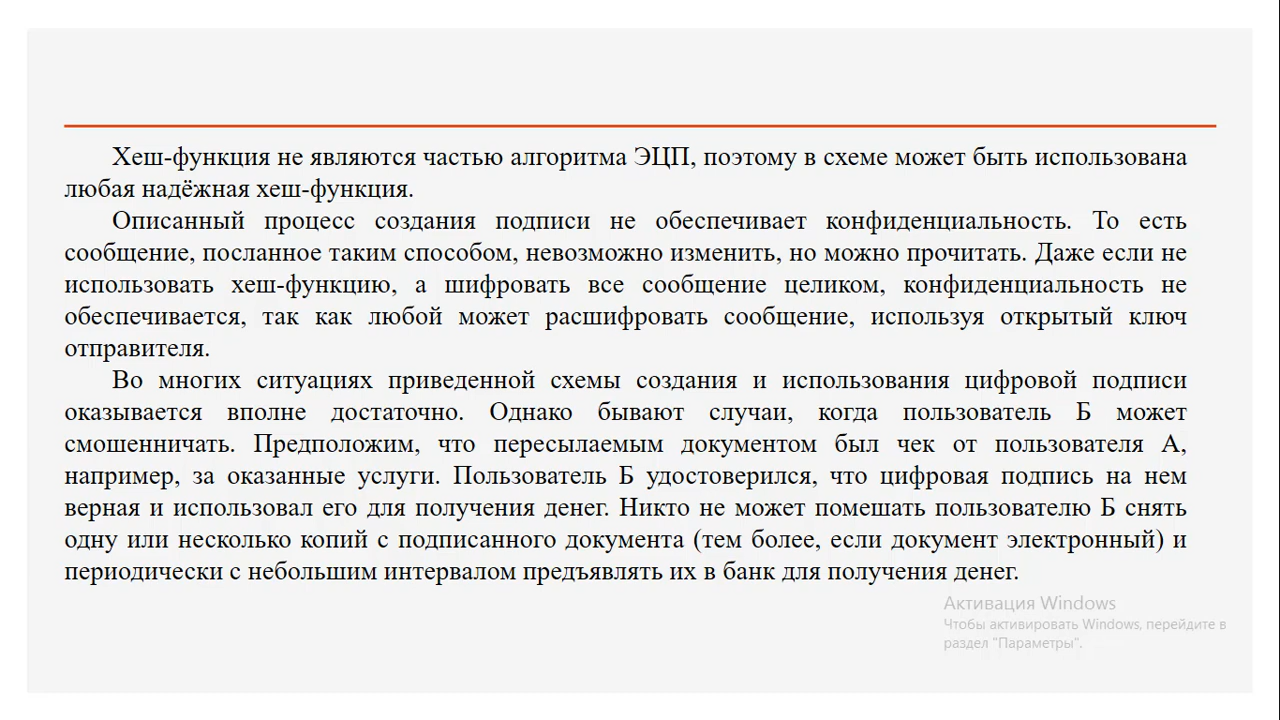 Хеш-функция не являются частью алгоритма ЭЦП, поэтому в схеме может быть использована
любая надёжная хеш-функция.
Описанный процесс создания подписи не обеспечивает конфиденциальность. То есть
сообщение, посланное таким способом, невозможно изменить, но можно прочитать. Даже если не
использовать хеш-функцию, а шифровать все сообщение целиком, конфиденциальность не
обеспечивается, так как любой может расшифровать сообщение, используя открытый ключ
отправителя.
Во многих ситуациях приведенной схемы создания и использования цифровой подписи
оказывается вполне достаточно. Однако бывают случаи, когда пользователь Б может
смошенничать. Предположим, что пересылаемым документом был чек от пользователя А,
например, за оказанные услуги. Пользователь Б удостоверился, что цифровая подпись на нем
верная и использовал его для получения денег. Никто не может помешать пользователю Б снять
одну или несколько копий с подписанного документа (тем более, если документ электронный) и
периодически с небольшим интервалом предъявлять их в банк для получения денег.
Активация Windows
Чтобы активировать Windows, перейдите в
раздел "Параметры".